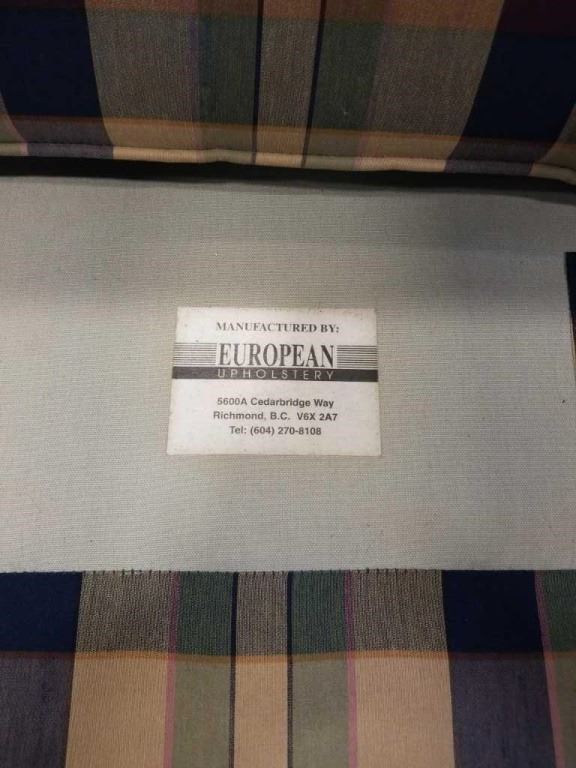 MANUFACTURED BY:
EUROPEAN
UPHOLSTERY
5600A Cedarbridge Way
Richmond, B.C. V6X 2A7
Tel: (604) 270-8108